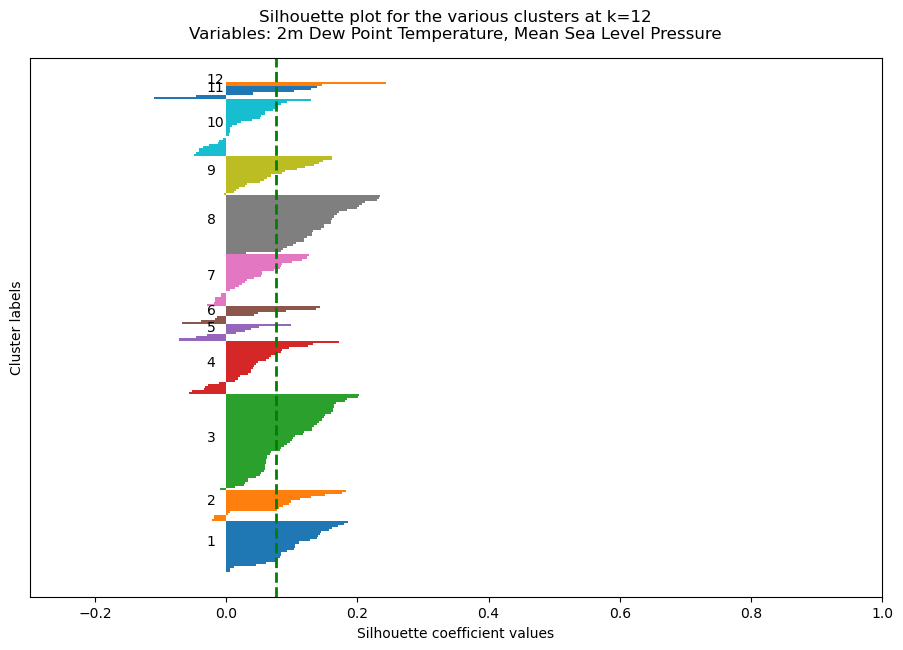 Silhouette plot for the various clusters at k=12
Variables: 2m Dew Point Temperature, Mean Sea Level Pressure
Cluster labels
12
11
10
9
8
7
6
5
4
3
2
1
−0.2 0.0 0.2 0.4 0.6 0.8 1.0
Silhouette coefficient values